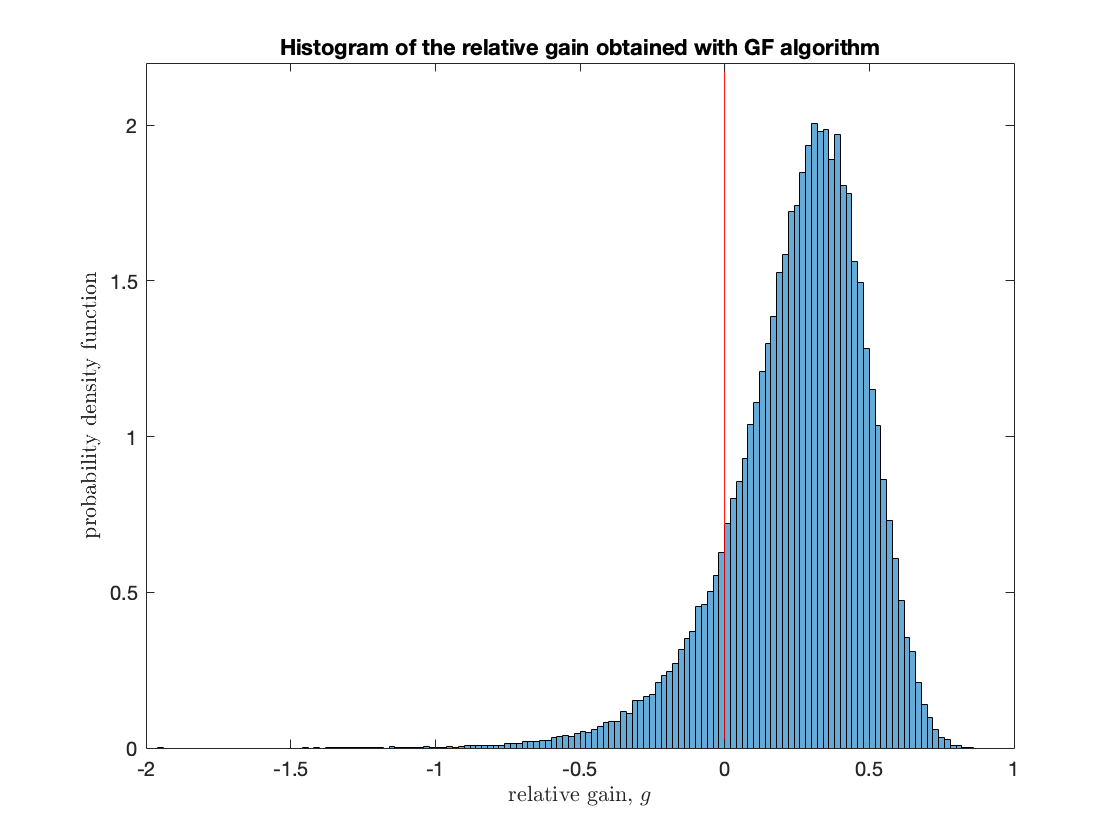 Histogram of the relative gain obtained with GF algorithm
2
1.5
1
0.5
0
probability density function
-2 -1.5 -1 -0.5 0 0.5 1
relative gain, g